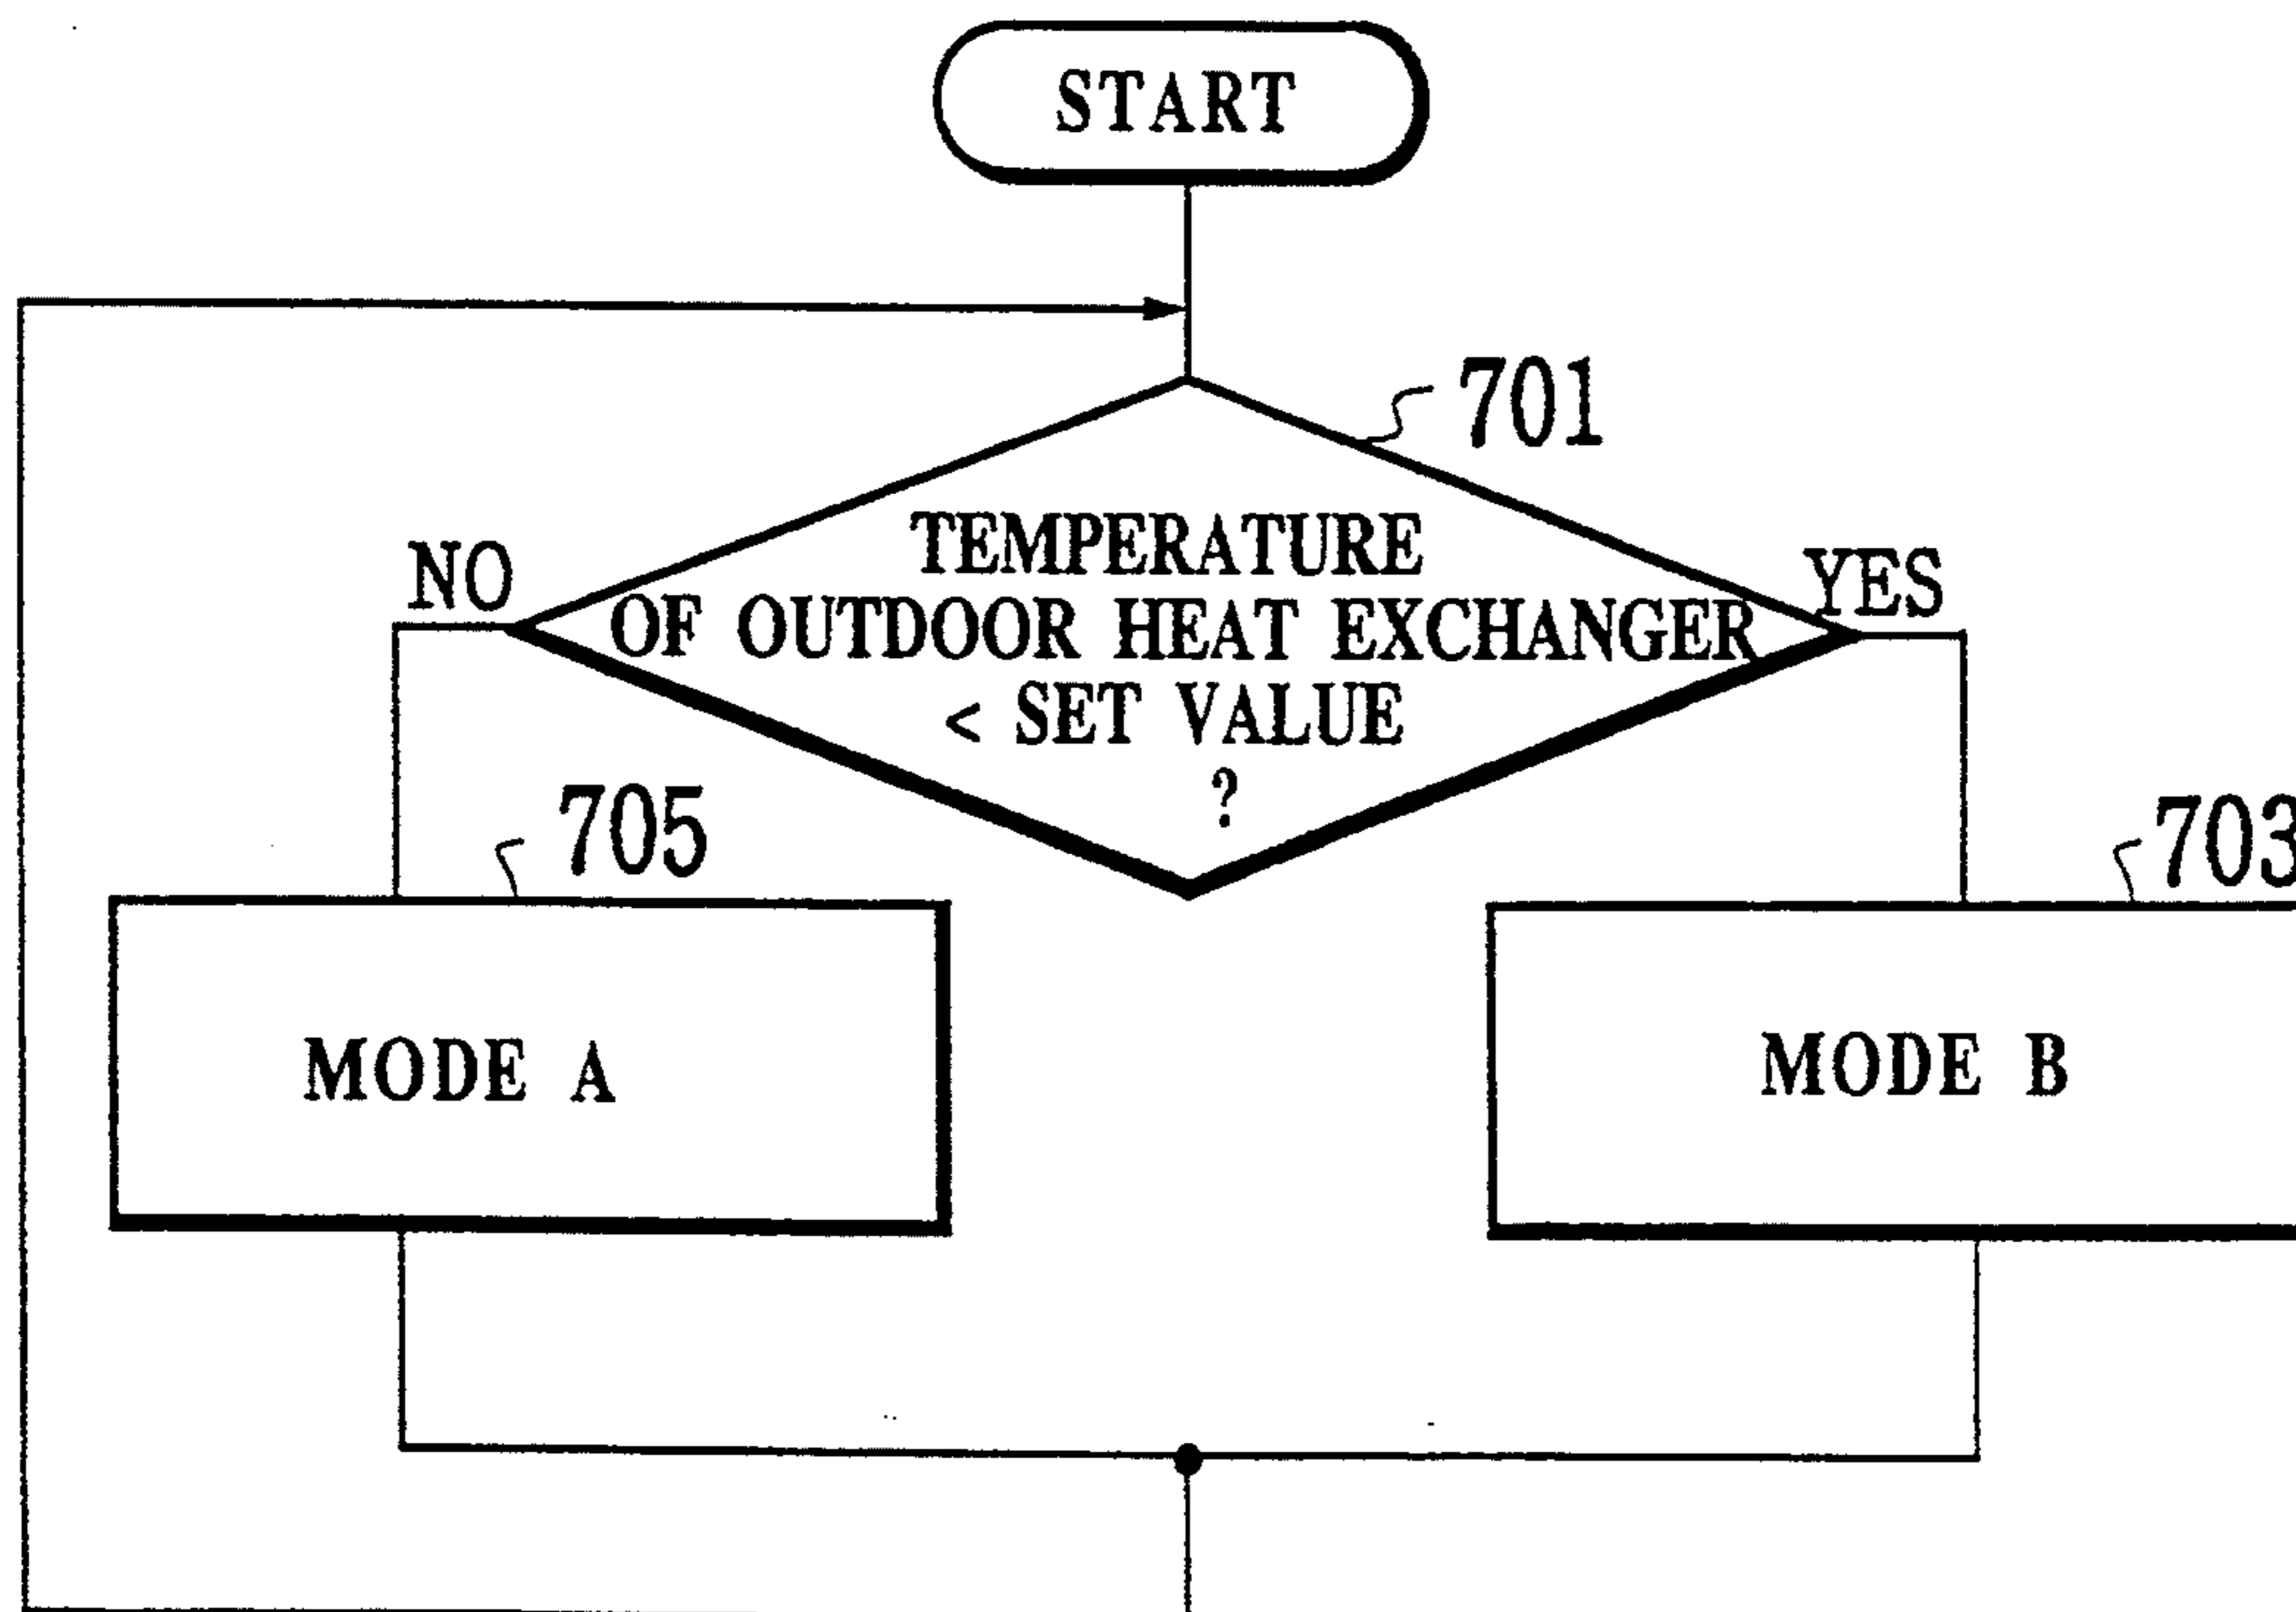 START
701
TEMPERATURE
OF OUTDOOR HEAT EXCHANGER
< SET VALUE
?
NO
YES
705
703
MODE A
MODE B